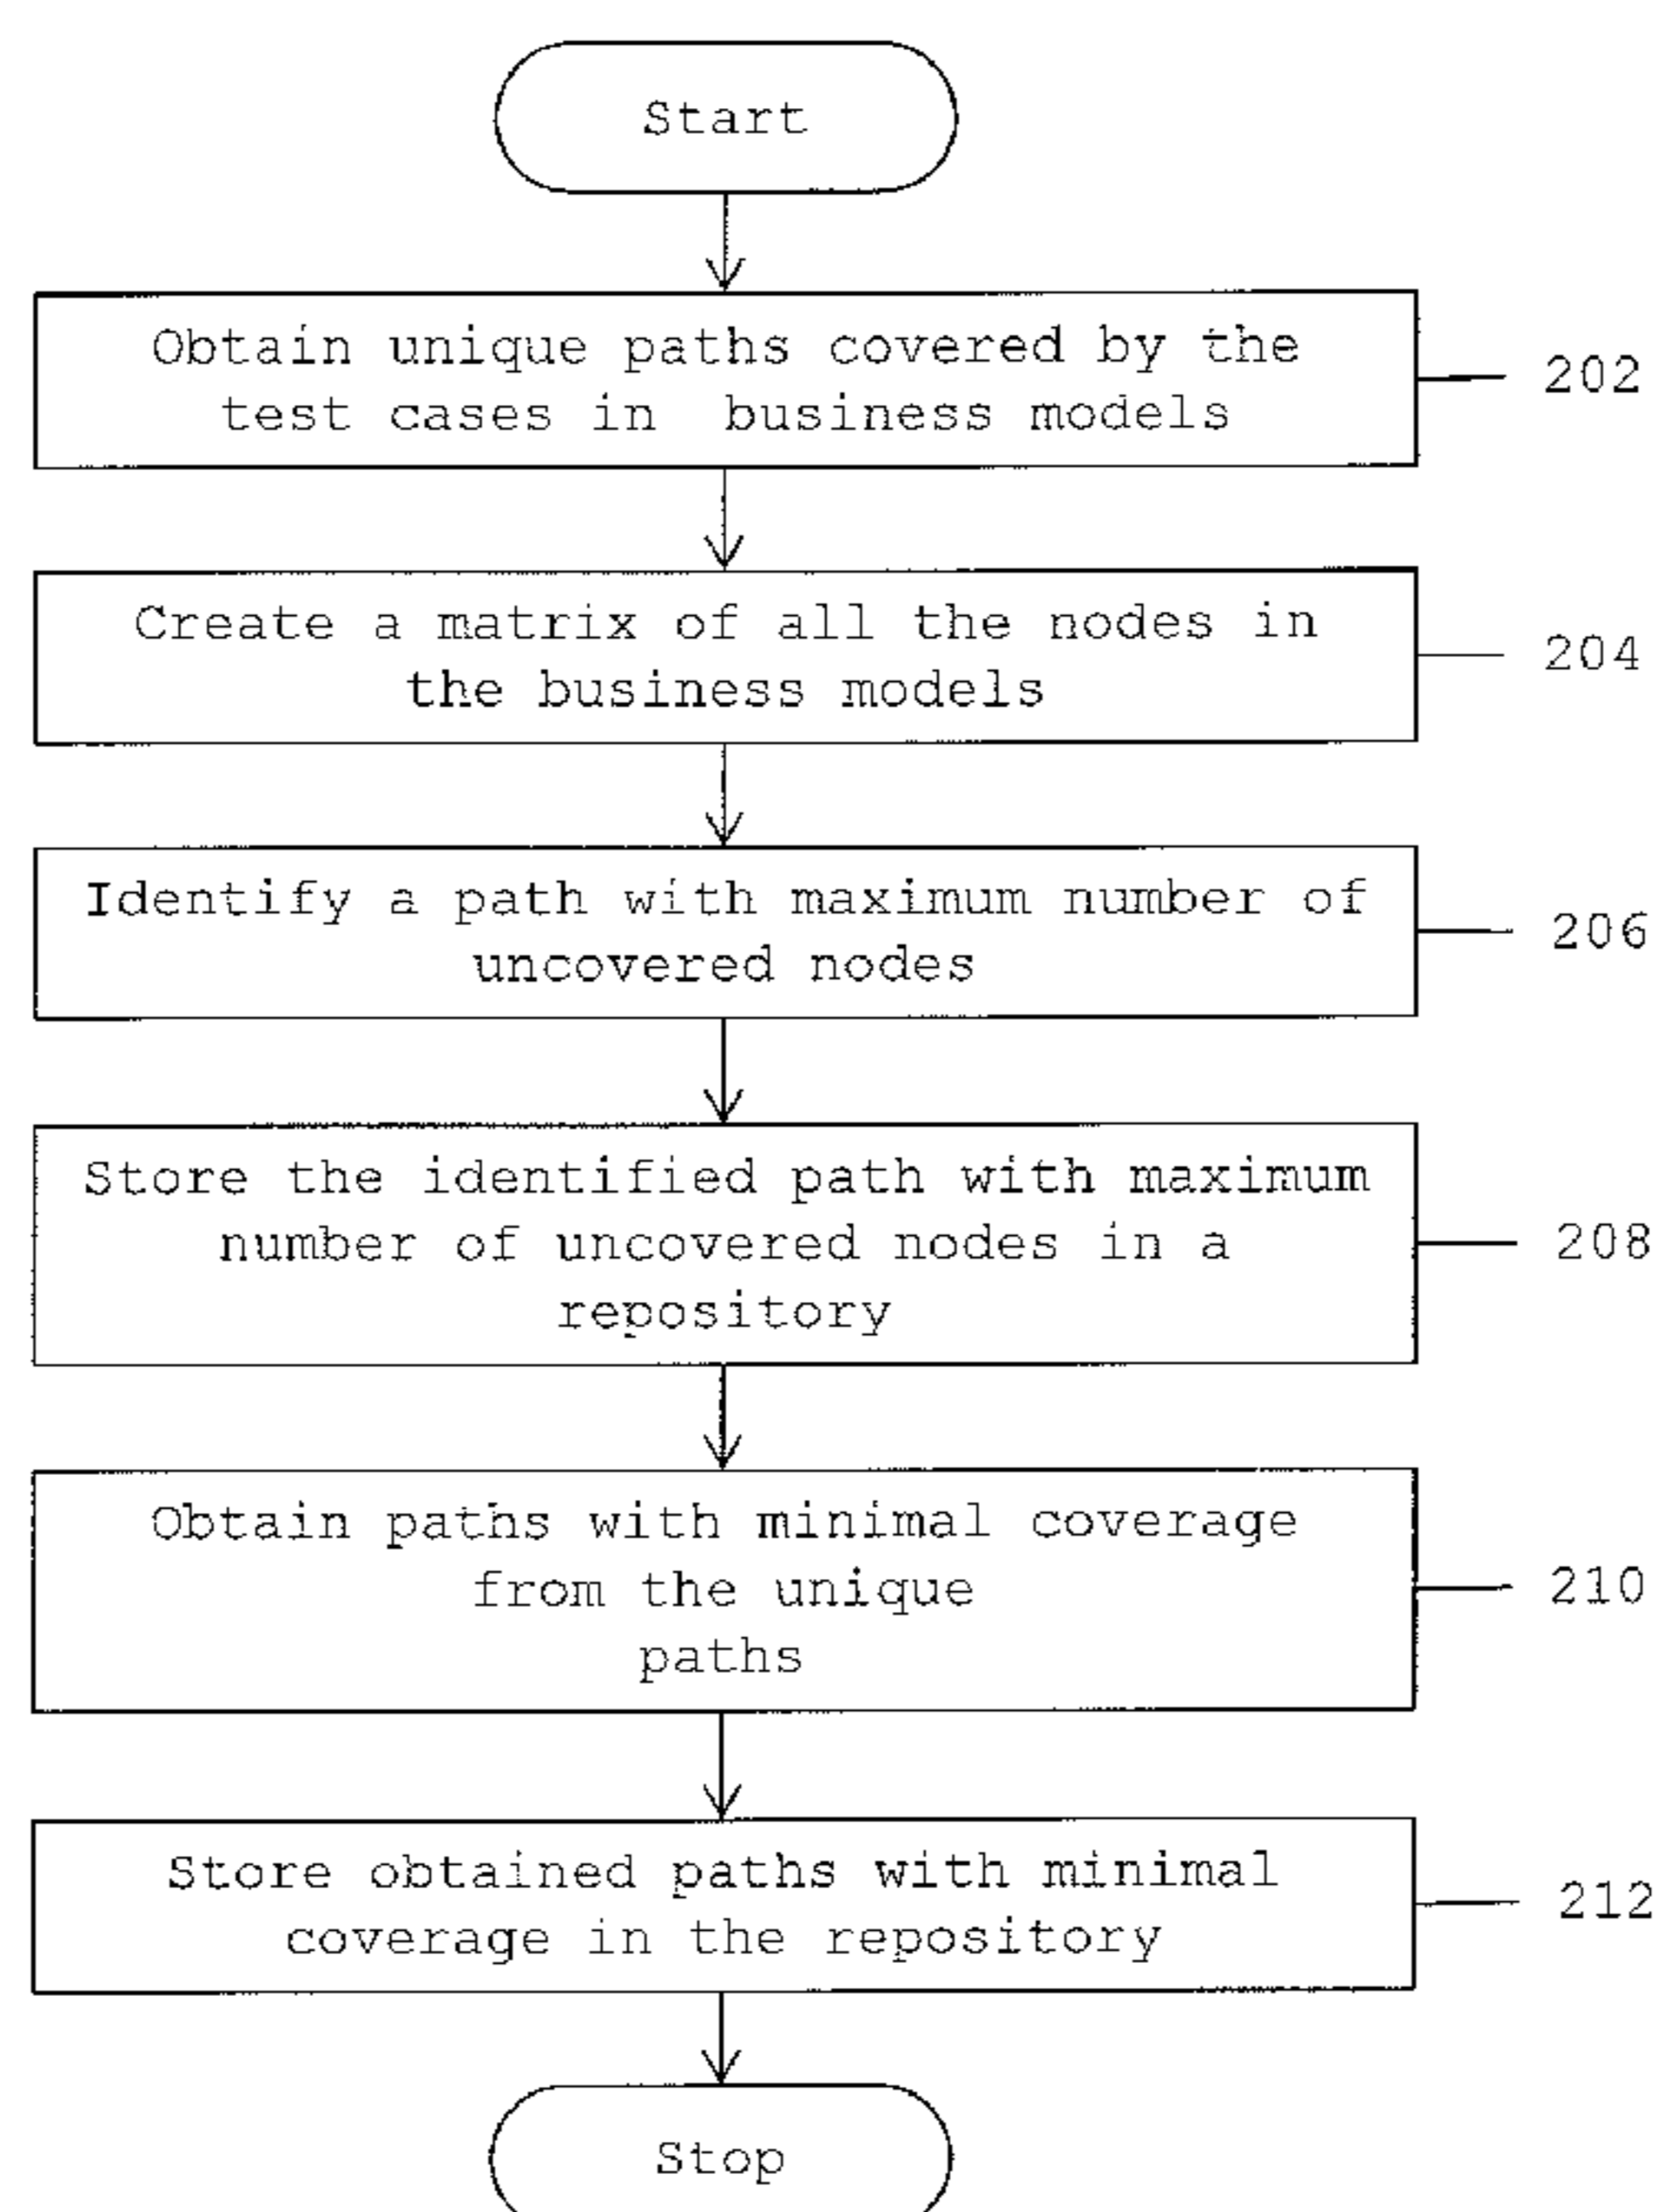 Start
Obtain unique paths covered by the
test cases in business models
202
Create a matrix of all the nodes in
the business models
204
Identify a path with maximum number of
uncovered nodes
206
Store the identified path with maximum
number of uncovered nodes in a
repository
208
Obtain paths with minimal coverage
from the unique
paths
210
Store obtained paths with minimal
coverage in the repository
212
Stop